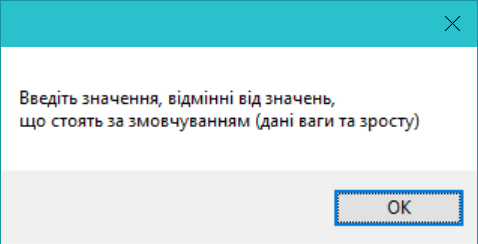 Введіть значення, відмінні від значень,
що стоять за змовчуванням (дані ваги та зросту)
OK